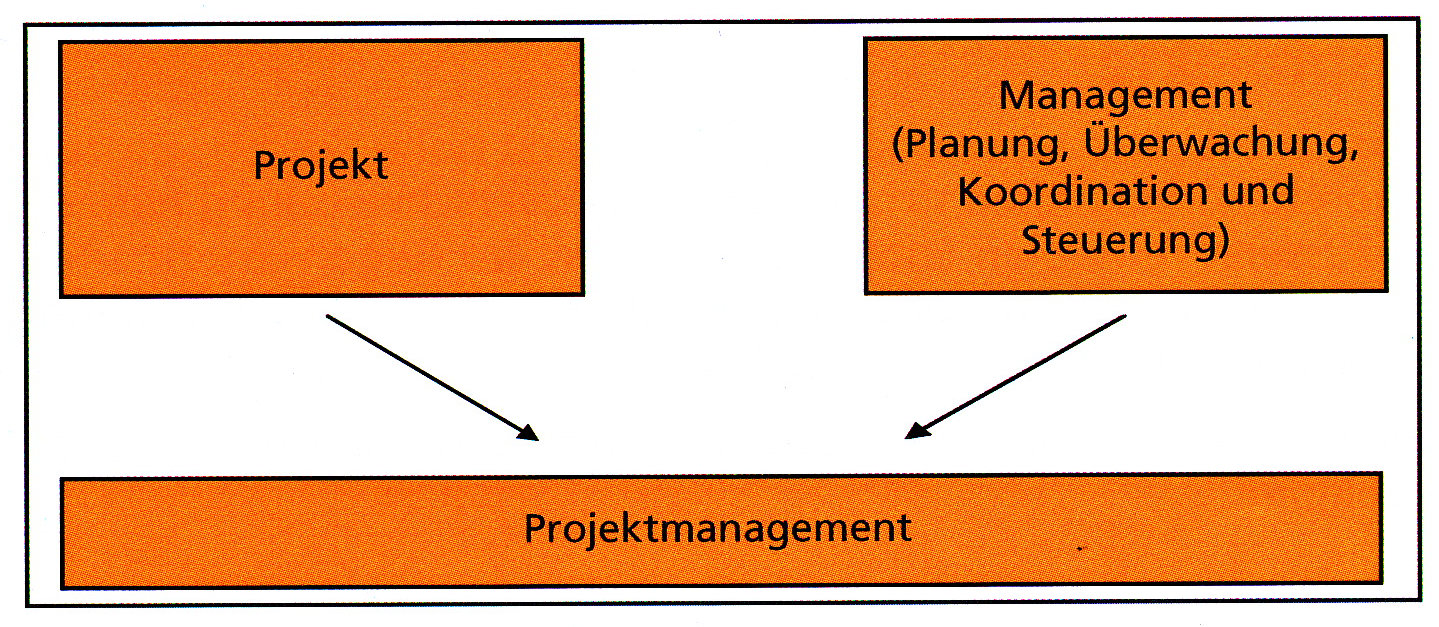 Projekt
Management
(Planung, Überwachung,
Koordination und
Steuerung)
Projektmanagement